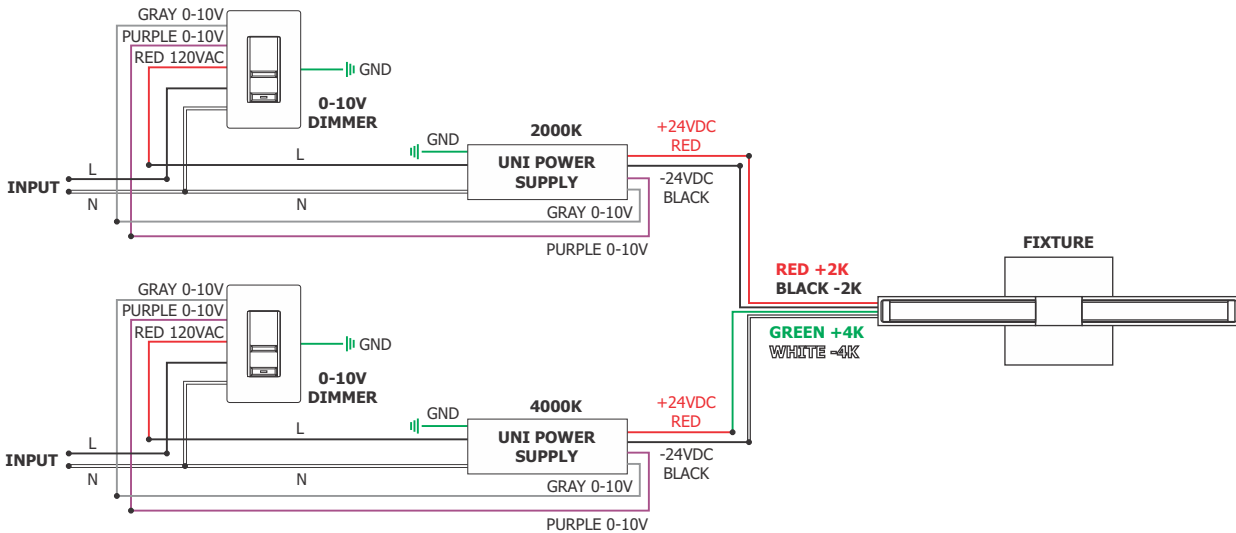 GRAY 0-10V
PURPLE 0-10V
RED 120VAC
GND
0-10V
DIMMER
INPUT
L
N
L
N
GND
2000K
UNI POWER
SUPPLY
+24VDC
RED
-24VDC
BLACK
GRAY 0-10V
PURPLE 0-10V
FIXTURE
RED +2K
BLACK -2K
GREEN +4K
WHITE -4K
GRAY 0-10V
PURPLE 0-10V
RED 120VAC
GND
0-10V
DIMMER
INPUT
L
N
L
N
GND
4000K
UNI POWER
SUPPLY
+24VDC
RED
-24VDC
BLACK
GRAY 0-10V
PURPLE 0-10V